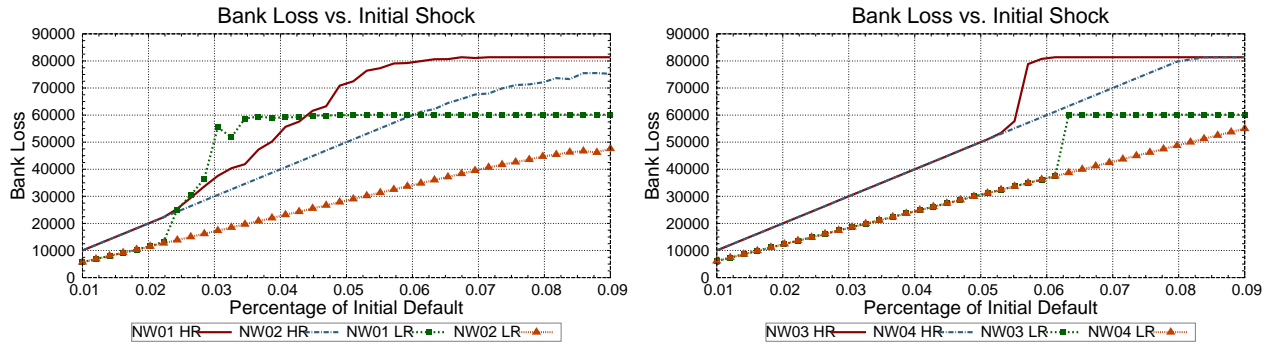 Bank Loss vs. Initial Shock
90000
80000
70000
60000
50000
40000
30000
20000
10000
0
Bank Loss
0.01 0.02 0.03 0.04 0.05 0.06 0.07 0.08 0.09
Percentage of Initial Default
NW01 HR NW02 HR NW01 LR NW02 LR
Bank Loss vs. Initial Shock
90000
80000
70000
60000
50000
40000
30000
20000
10000
0
Bank Loss
0.01 0.02 0.03 0.04 0.05 0.06 0.07 0.08 0.09
Percentage of Initial Default
NW03 HR NW04 HR NW03 LR NW04 LR